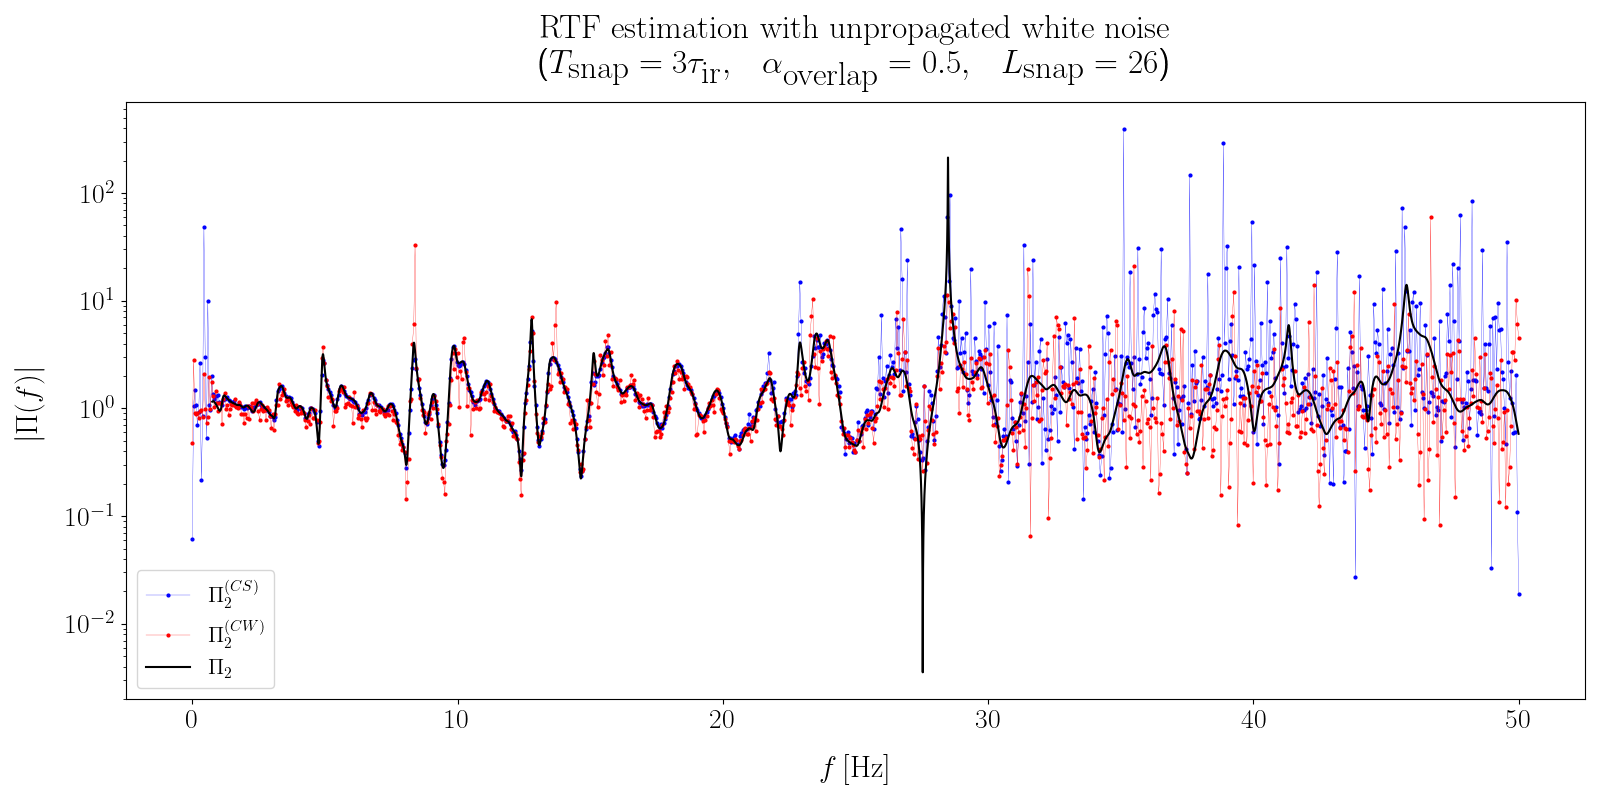 RTF estimation with unpropagated white noise
(T_snap = 3τ_ir, α_overlap = 0.5, L_snap = 26)
|Π(f)|
10^2
10^1
10^0
10^−1
10^−2
Π_2^(CS)
Π_2^(CW)
Π_2
0 10 20 30 40 50
f [Hz]